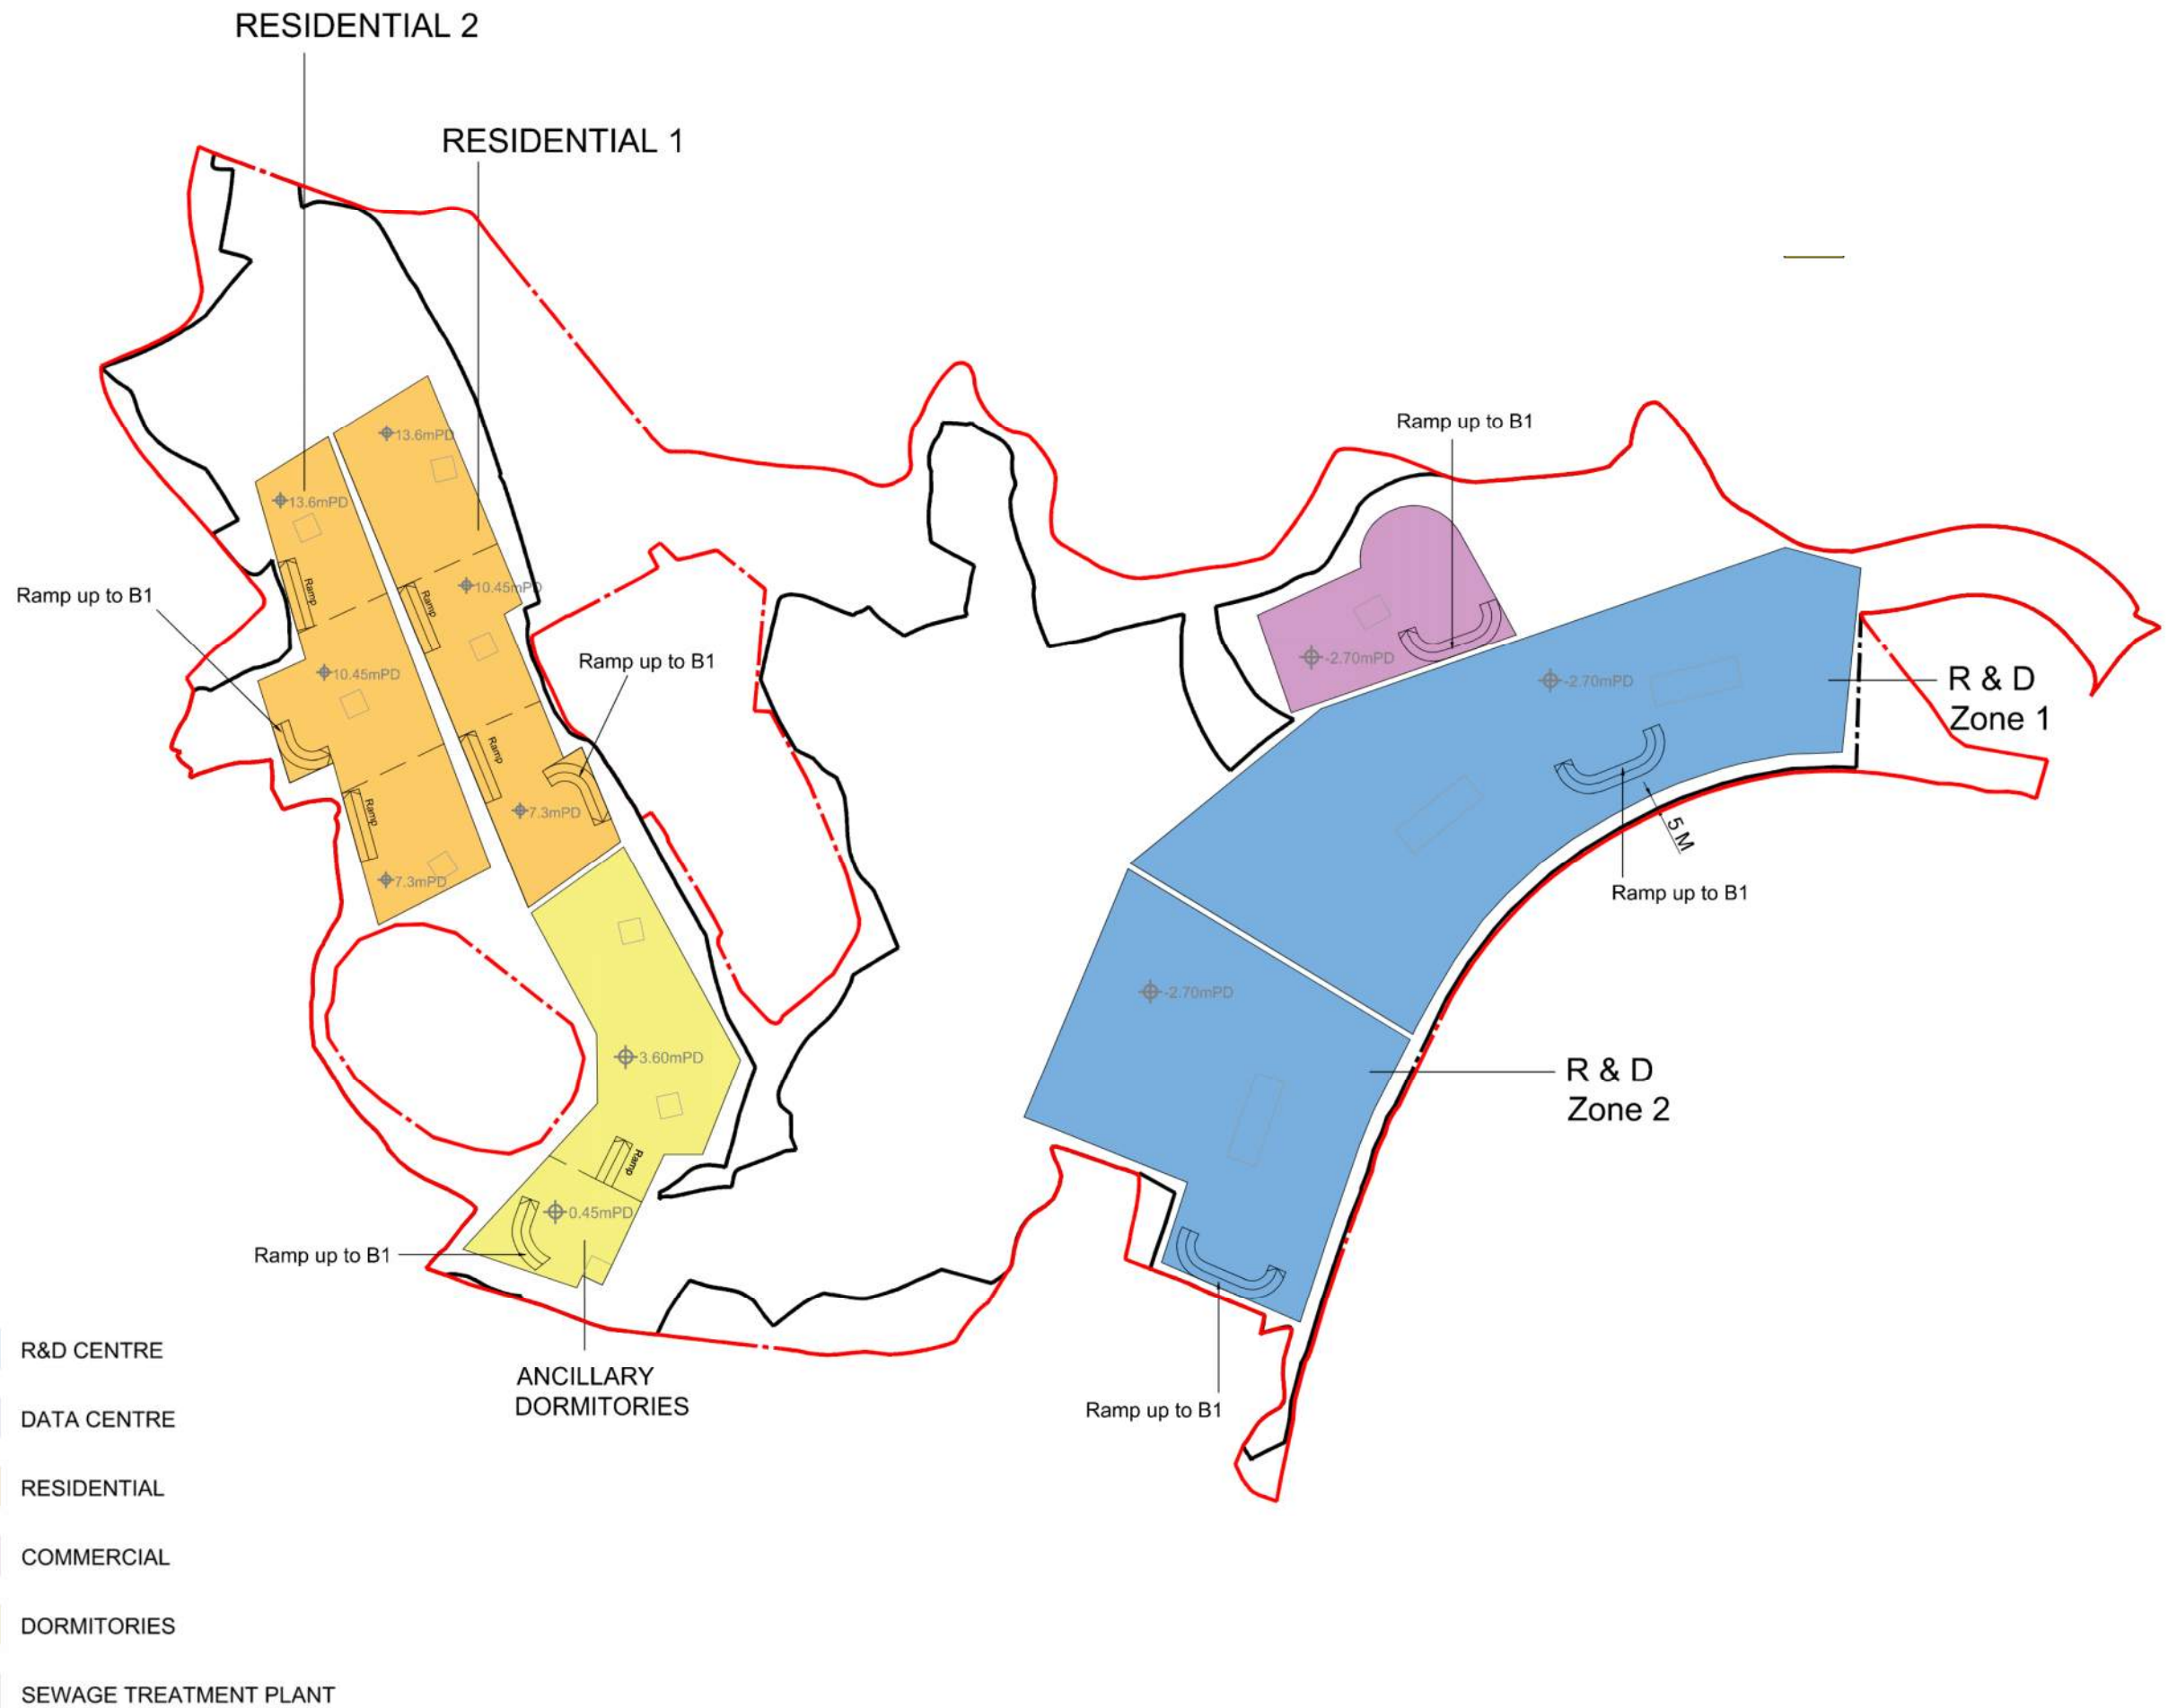 RESIDENTIAL 2
RESIDENTIAL 1
13.6mPD
Ramp up to B1
13.6mPD
Ramp
10.45mPD
Ramp
Ramp up to B1
Ramp up to B1
-2.70mPD
10.45mPD
-2.70mPD
R & D
Zone 1
Ramp
Ramp
7.3mPD
5 M
7.3mPD
Ramp up to B1
-2.70mPD
3.60mPD
R & D
Zone 2
Ramp
0.45mPD
Ramp up to B1
R&D CENTRE
ANCILLARY
DORMITORIES
Ramp up to B1
DATA CENTRE
RESIDENTIAL
COMMERCIAL
DORMITORIES
SEWAGE TREATMENT PLANT